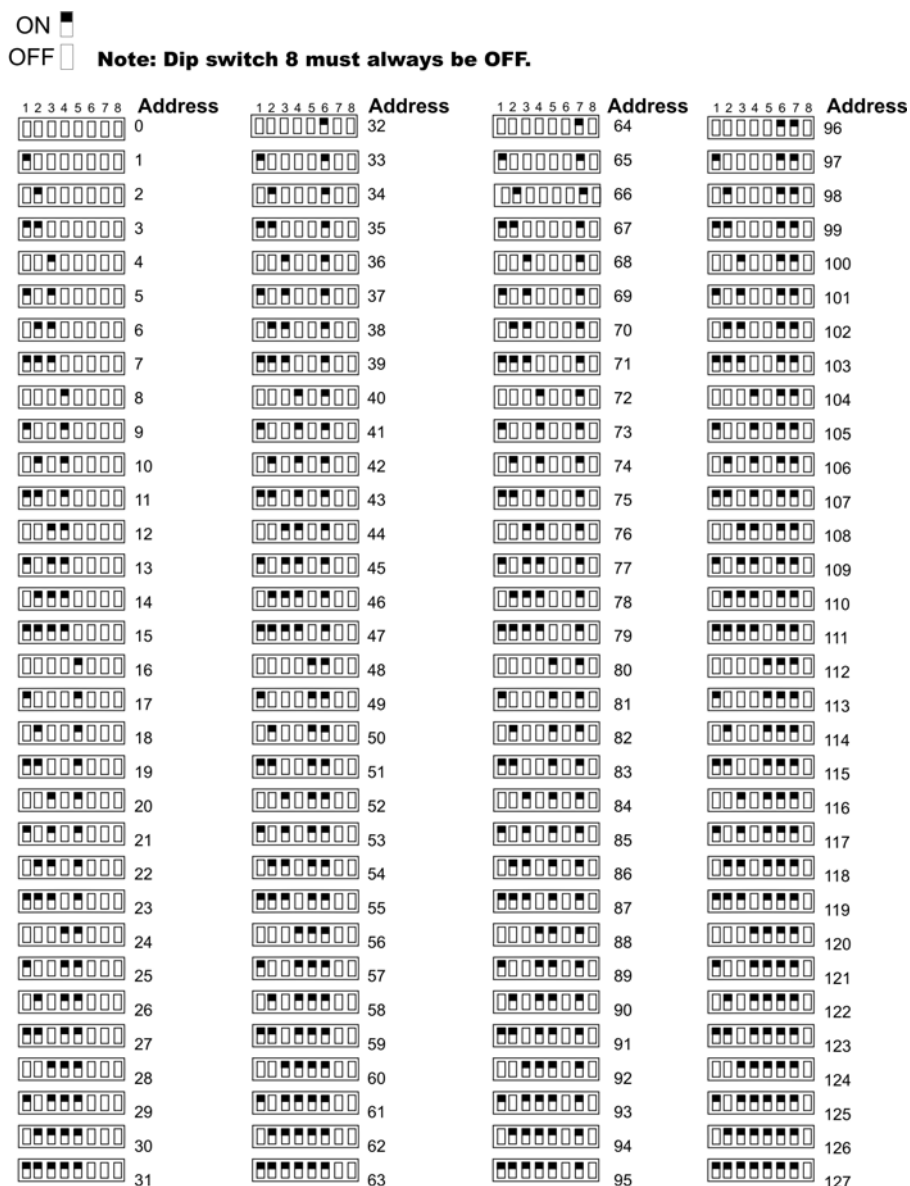 ON
OFF Note: Dip switch 8 must always be OFF.
1 2 3 4 5 6 7 8 Address 1 2 3 4 5 6 7 8 Address 1 2 3 4 5 6 7 8 Address 1 2 3 4 5 6 7 8 Address
0 32 64 96
1 33 65 97
2 34 66 98
3 35 67 99
4 36 68 100
5 37 69 101
6 38 70 102
7 39 71 103
8 40 72 104
9 41 73 105
10 42 74 106
11 43 75 107
12 44 76 108
13 45 77 109
14 46 78 110
15 47 79 111
16 48 80 112
17 49 81 113
18 50 82 114
19 51 83 115
20 52 84 116
21 53 85 117
22 54 86 118
23 55 87 119
24 56 88 120
25 57 89 121
26 58 90 122
27 59 91 123
28 60 92 124
29 61 93 125
30 62 94 126
31 63 95 127